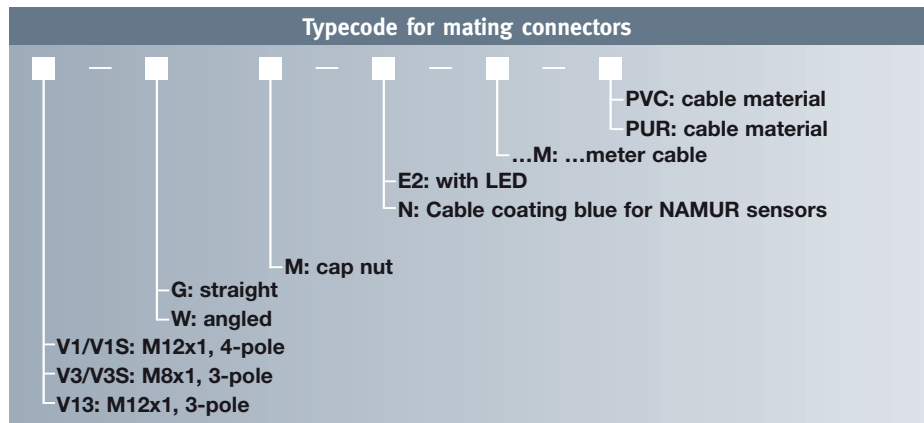 Typecode for mating connectors
PVC: cable material
PUR: cable material
...M: ...meter cable
E2: with LED
N: Cable coating blue for NAMUR sensors
M: cap nut
G: straight
W: angled
V1/V1S: M12x1, 4-pole
V3/V3S: M8x1, 3-pole
V13: M12x1, 3-pole